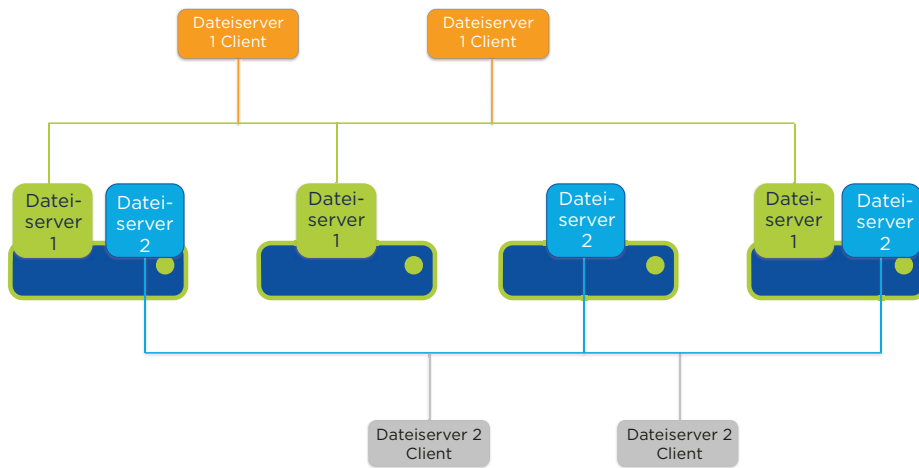 Dateiserver
1 Client
Dateiserver
1 Client
Datei-
server
1
Datei-
server
2
Datei-
server
1
Datei-
server
2
Datei-
server
1
Datei-
server
2
Dateiserver 2
Client
Dateiserver 2
Client